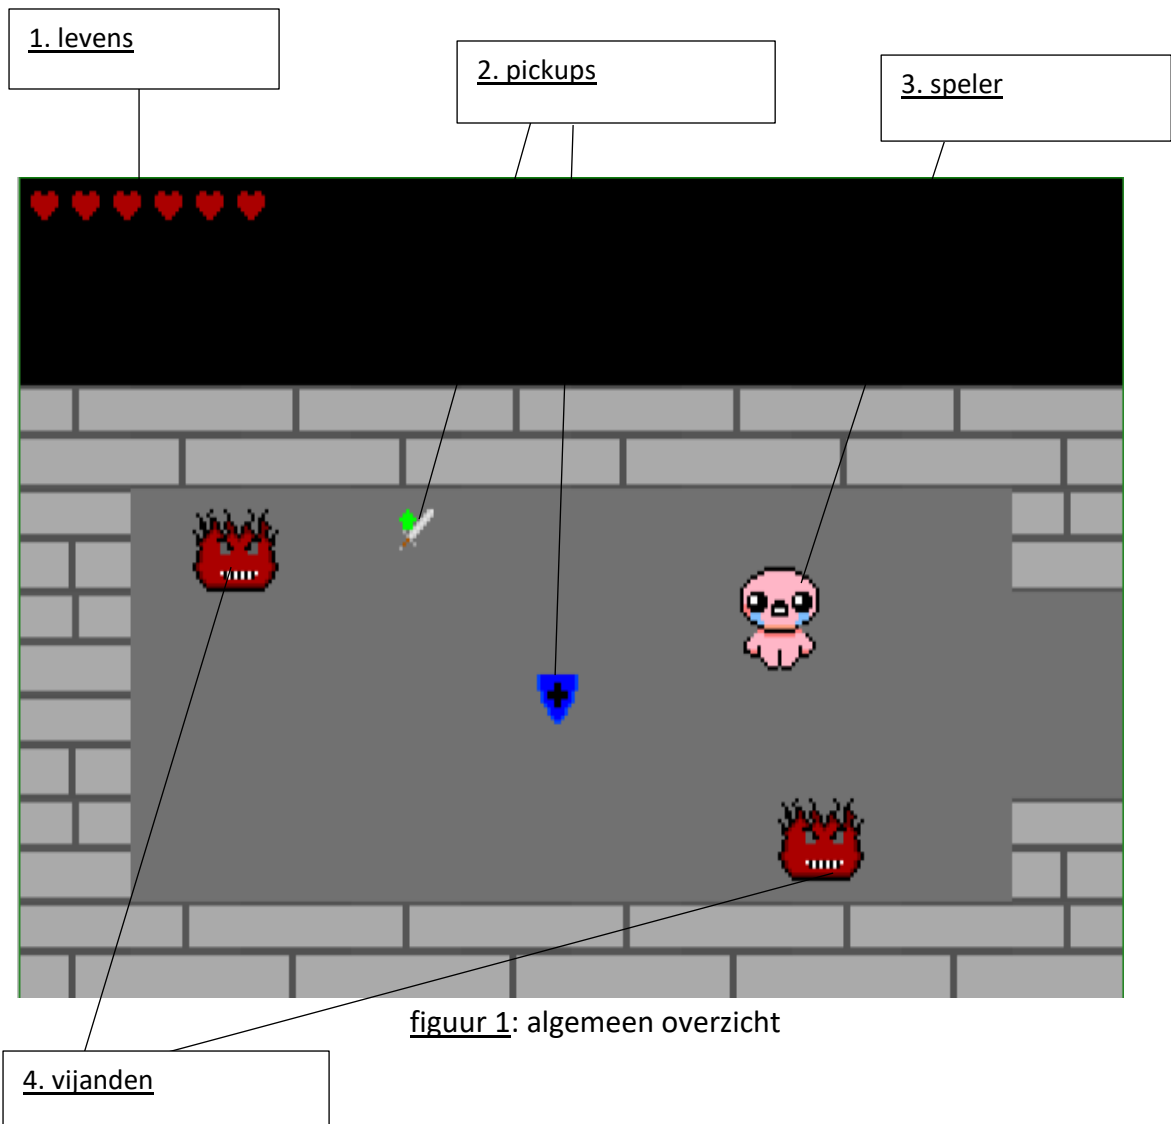 1. levens
2. pickups
3. speler
figuur 1: algemeen overzicht
4. vijanden